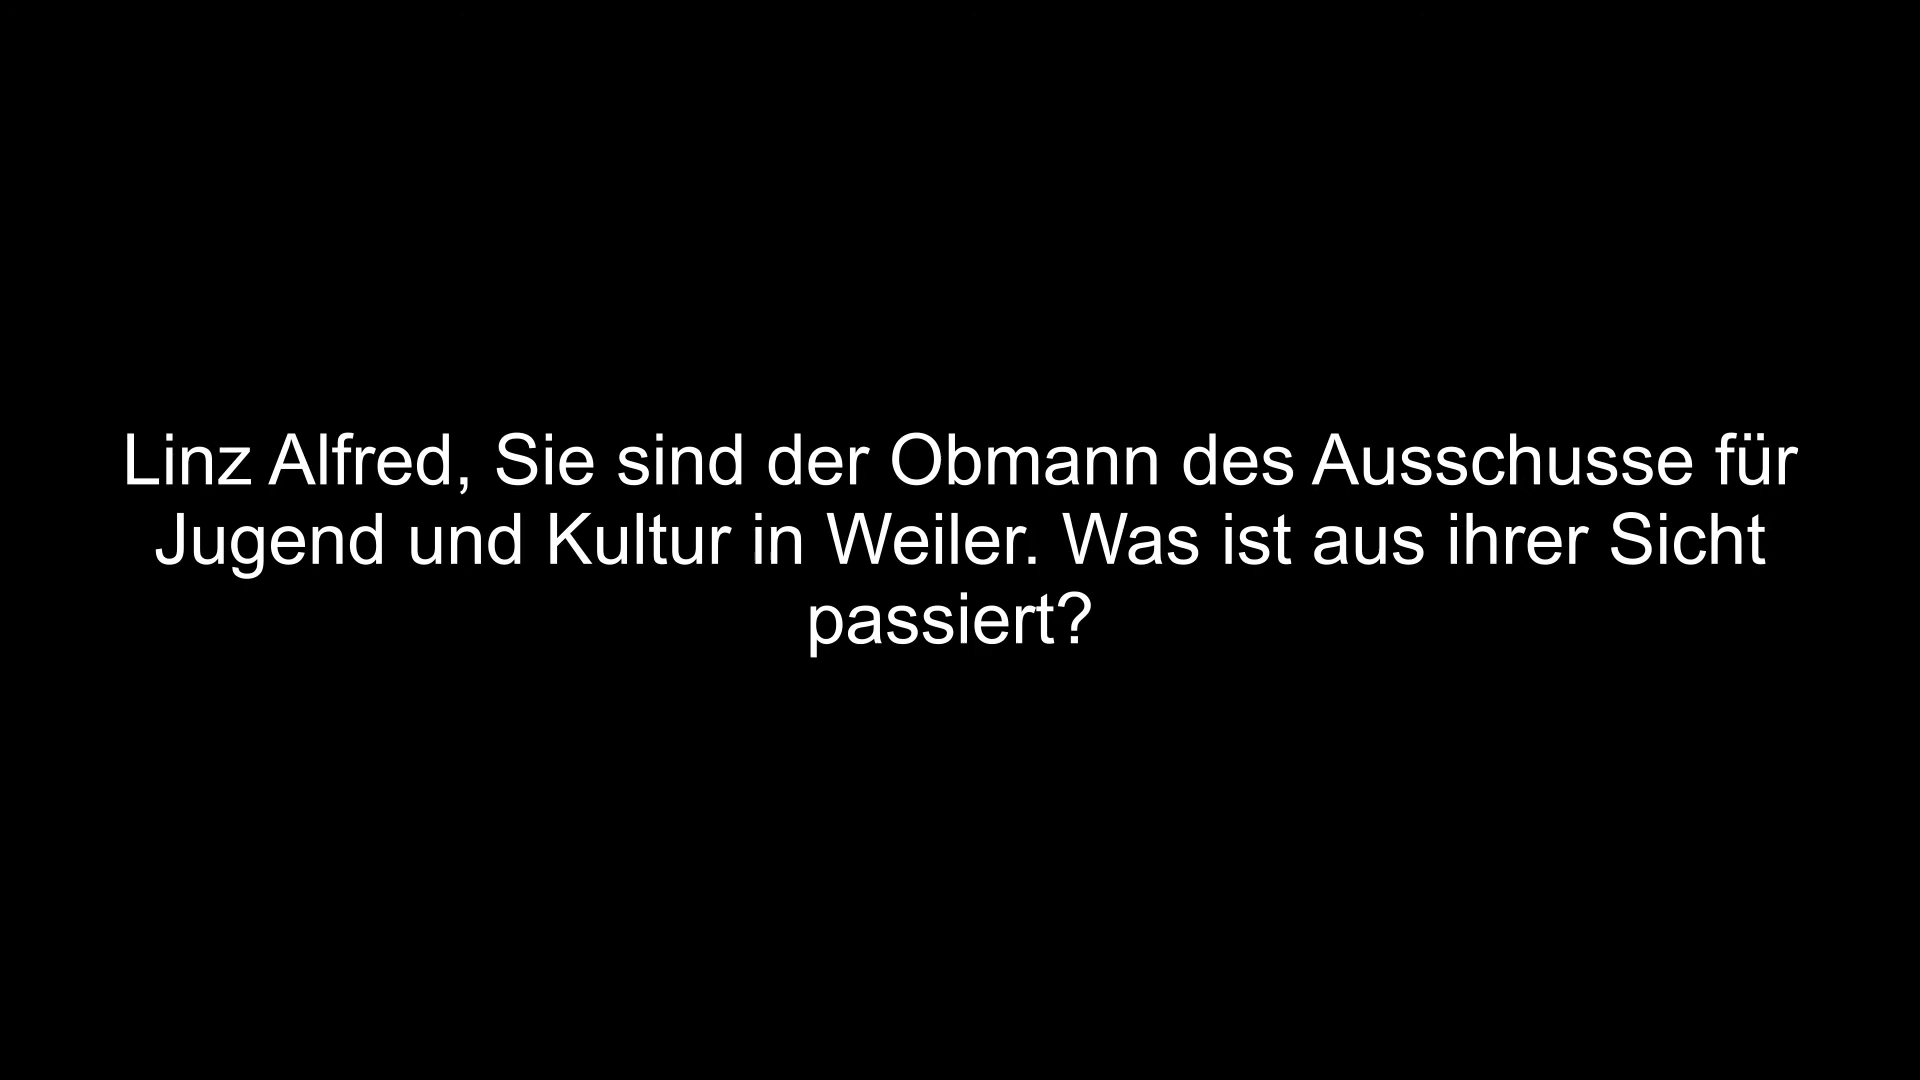 Linz Alfred, Sie sind der Obmann des Ausschusse für
Jugend und Kultur in Weiler. Was ist aus ihrer Sicht
passiert?